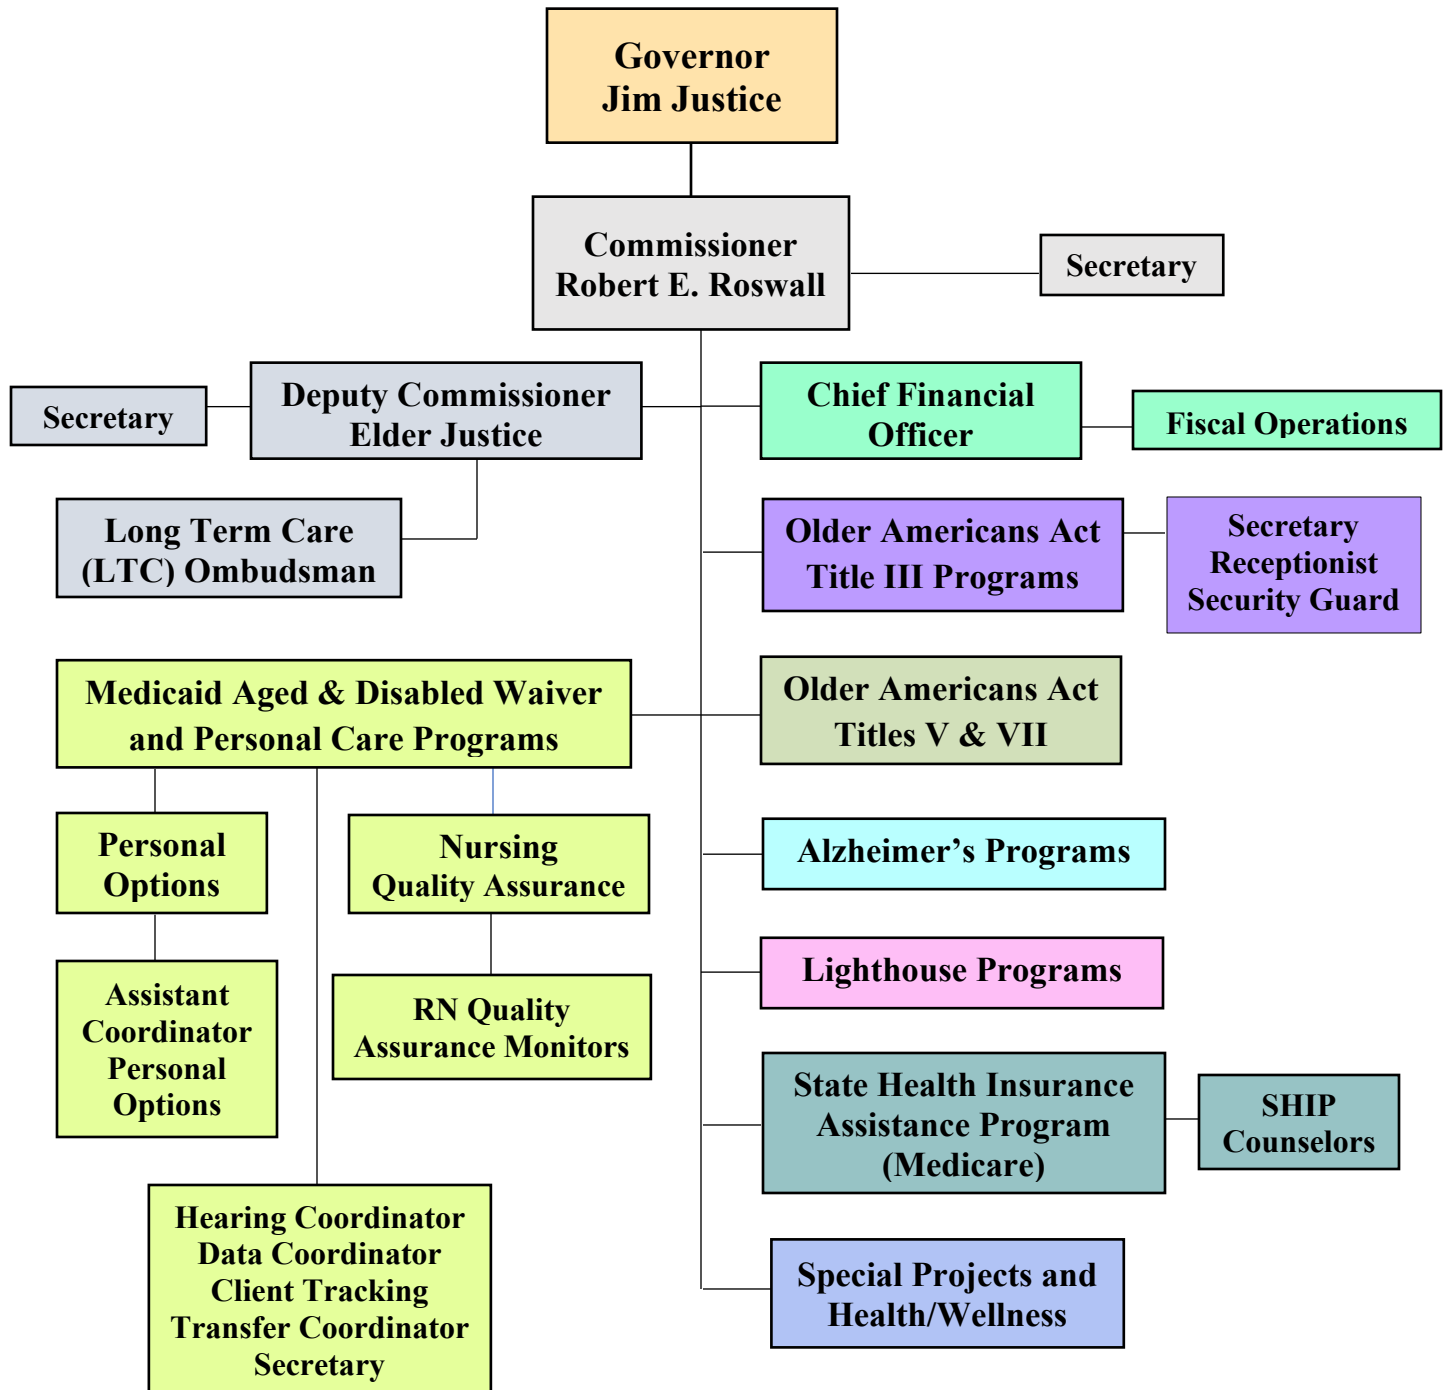 Governor
Jim Justice
Commissioner
Robert E. Roswall
Secretary
Secretary
Deputy Commissioner
Elder Justice
Chief Financial
Officer
Fiscal Operations
Long Term Care
(LTC) Ombudsman
Older Americans Act
Title III Programs
Secretary
Receptionist
Security Guard
Medicaid Aged & Disabled Waiver
and Personal Care Programs
Older Americans Act
Titles V & VII
Personal
Options
Nursing
Quality Assurance
Alzheimer’s Programs
Assistant
Coordinator
Personal
Options
RN Quality
Assurance Monitors
Lighthouse Programs
State Health Insurance
Assistance Program
(Medicare)
SHIP
Counselors
Hearing Coordinator
Data Coordinator
Client Tracking
Transfer Coordinator
Secretary
Special Projects and
Health/Wellness